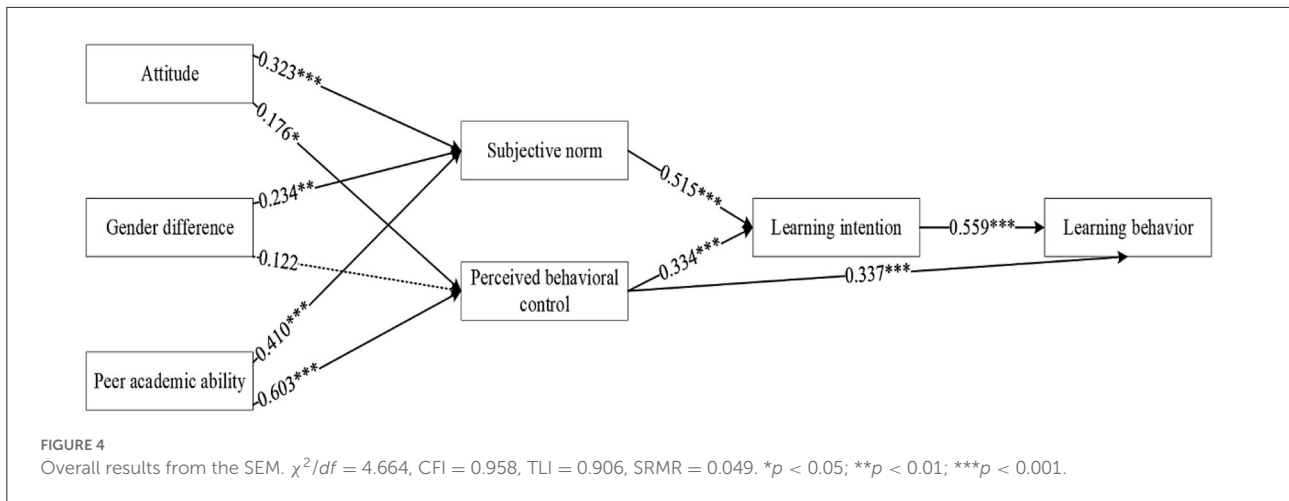 Attitude
0.323***
0.176*
Subjective norm
0.234**
0.515***
Gender difference
Learning intention
0.559***
Learning behavior
0.122
0.334***
Perceived behavioral
control
0.337***
0.410***
Peer academic ability
0.603***
FIGURE 4
Overall results from the SEM. χ²/df = 4.664, CFI = 0.958, TLI = 0.906, SRMR = 0.049. *p < 0.05; **p < 0.01; ***p < 0.001.